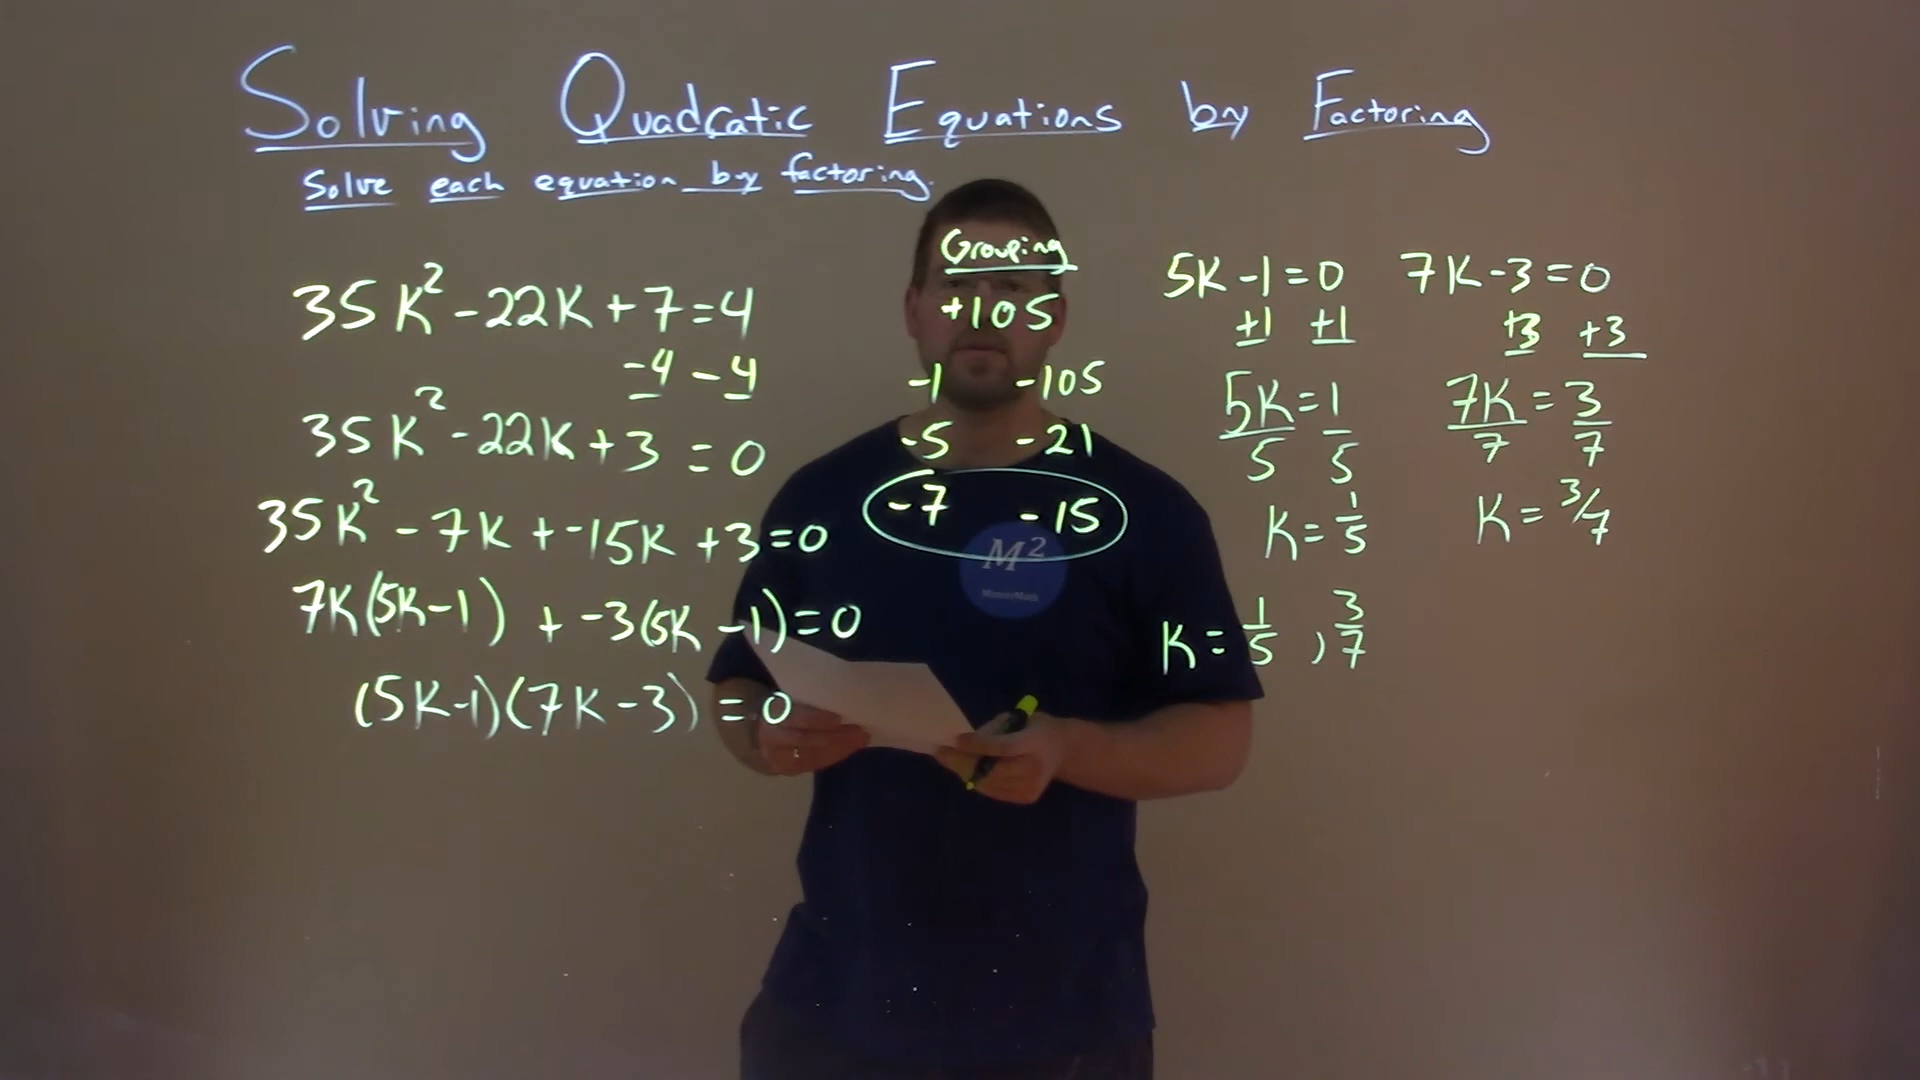 Solving Quadratic Equations by Factoring
Solve each equation by factoring.
35K² - 22K + 7 = 4
-4 -4
35K² - 22K + 3 = 0
35K² - 7K + -15K + 3 = 0
7K(5K - 1) + -3(5K - 1) = 0
(5K - 1)(7K - 3) = 0
Grouping
+105
-1 -105
-5 -21
-7 -15
M²
MinuteMath
5K - 1 = 0
+1 +1
5K/5 = 1/5
K = 1/5
7K - 3 = 0
+3 +3
7K/7 = 3/7
K = 3/7
K = 1/5, 3/7